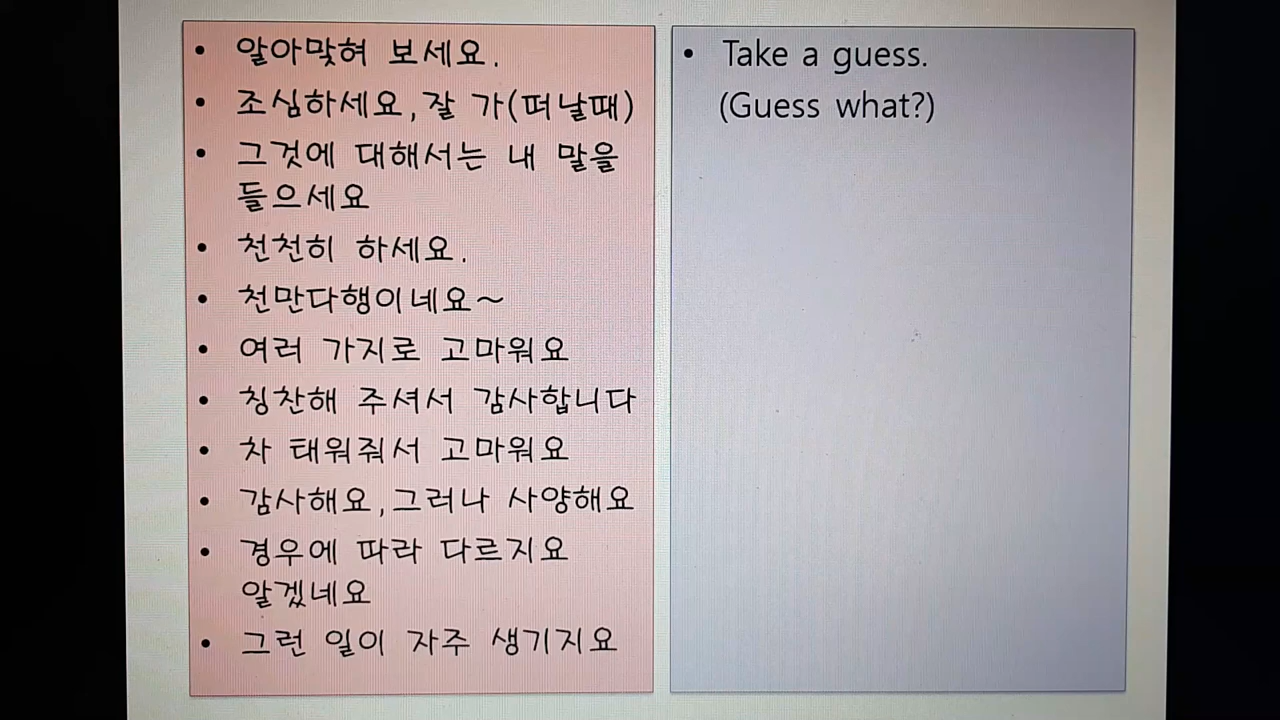 • 알아맞혀 보세요.
• 조심하세요,잘 가(떠날때)
• 그것에 대해서는 내 말을
들으세요
• 천천히 하세요.
• 천만다행이네요~
• 여러 가지로 고마워요
• 칭찬해 주셔서 감사합니다
• 차 태워줘서 고마워요
• 감사해요,그러나 사양해요
• 경우에 따라 다르지요
알겠네요
• 그런 일이 자주 생기지요
• Take a guess.
(Guess what?)